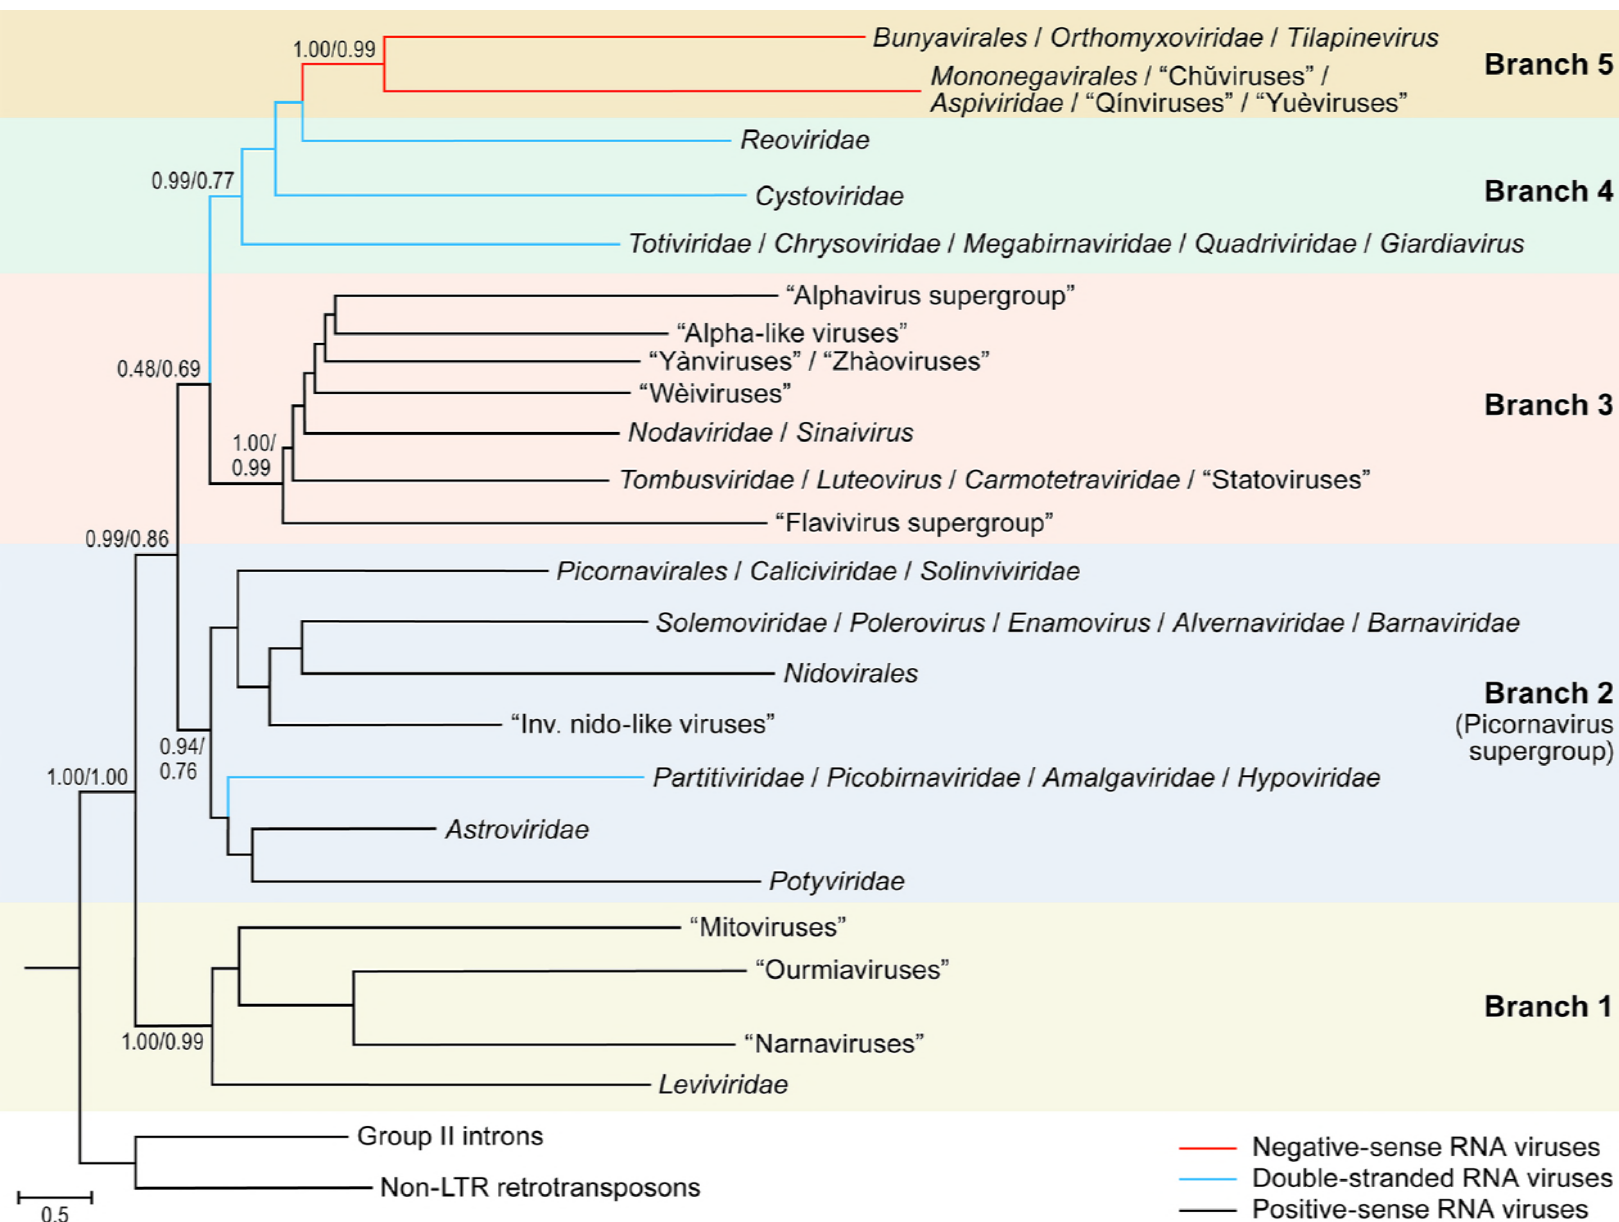 1.00/0.99
Bunyavirales / Orthomyxoviridae / Tilapinevirus
Mononegavirales / “Chŭviruses” /
Aspiviridae / “Qínviruses” / “Yuèviruses”
Branch 5
Reoviridae
0.99/0.77
Cystoviridae
Branch 4
Totiviridae / Chrysoviridae / Megabirnaviridae / Quadriviridae / Giardiavirus
“Alphavirus supergroup”
“Alpha-like viruses”
“Yànviruses” / “Zhàoviruses”
0.48/0.69
“Wèiviruses”
Branch 3
Nodaviridae / Sinaivirus
1.00/
0.99
Tombusviridae / Luteovirus / Carmotetraviridae / “Statoviruses”
“Flavivirus supergroup”
0.99/0.86
Picornavirales / Caliciviridae / Solinviviridae
Solemoviridae / Polerovirus / Enamovirus / Alvernaviridae / Barnaviridae
Nidovirales
Branch 2
(Picornavirus
supergroup)
“Inv. nido-like viruses”
0.94/
0.76
1.00/1.00
Partitiviridae / Picobirnaviridae / Amalgaviridae / Hypoviridae
Astroviridae
Potyviridae
“Mitoviruses”
“Ourmiaviruses”
Branch 1
1.00/0.99
“Narnaviruses”
Leviviridae
Group II introns
Non-LTR retrotransposons
0.5
Negative-sense RNA viruses
Double-stranded RNA viruses
Positive-sense RNA viruses